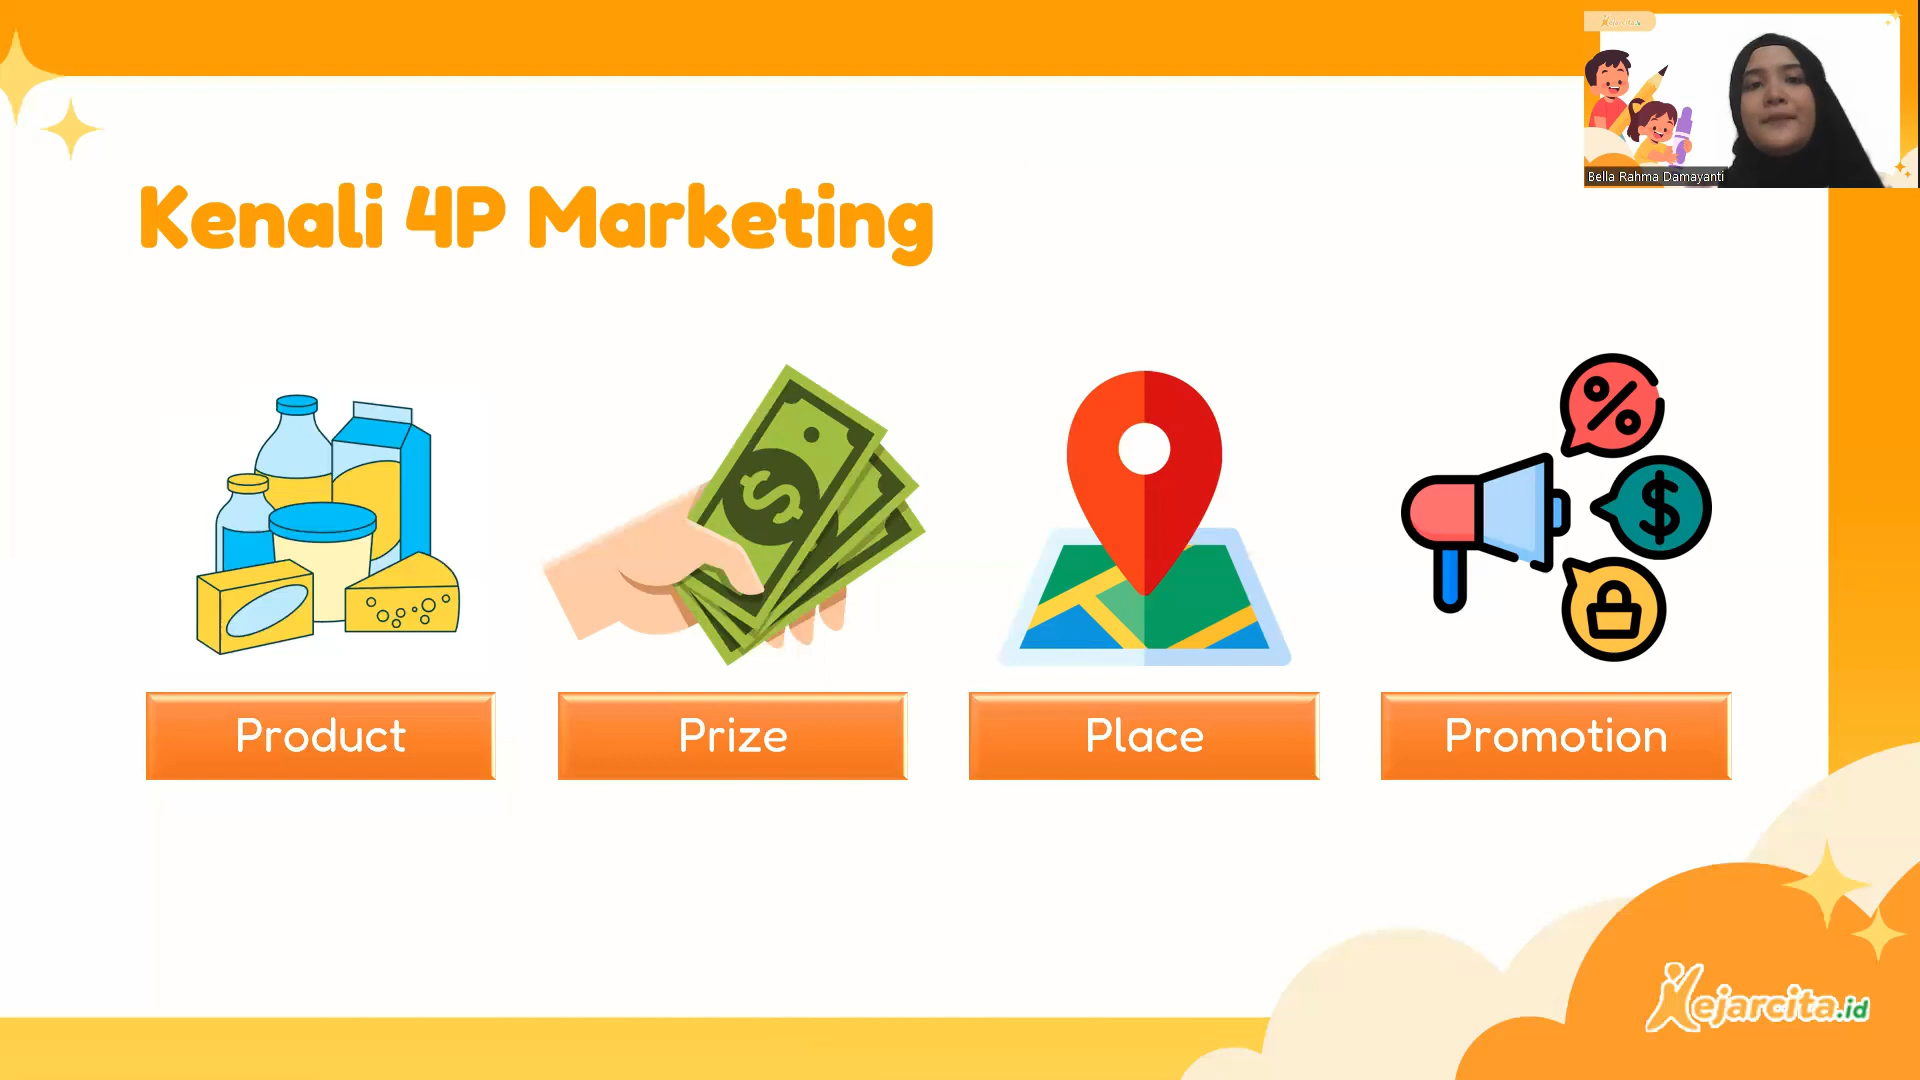 Kenali 4P Marketing
Bella Rahma Damayanti
$
%
$
Product
Prize
Place
Promotion
Kejarcita.id